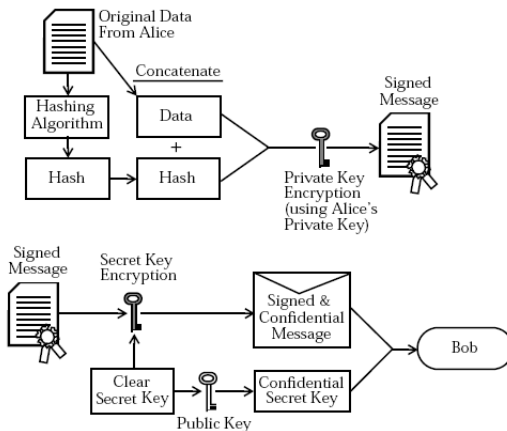 Original Data
From Alice
Concatenate
Hashing
Algorithm
Data
+
Hash
Hash
Private Key
Encryption
(using Alice's
Private Key)
Signed
Message
Signed
Message
Secret Key
Encryption
Signed &
Confidential
Message
Bob
Clear
Secret Key
Public Key
Confidential
Secret Key